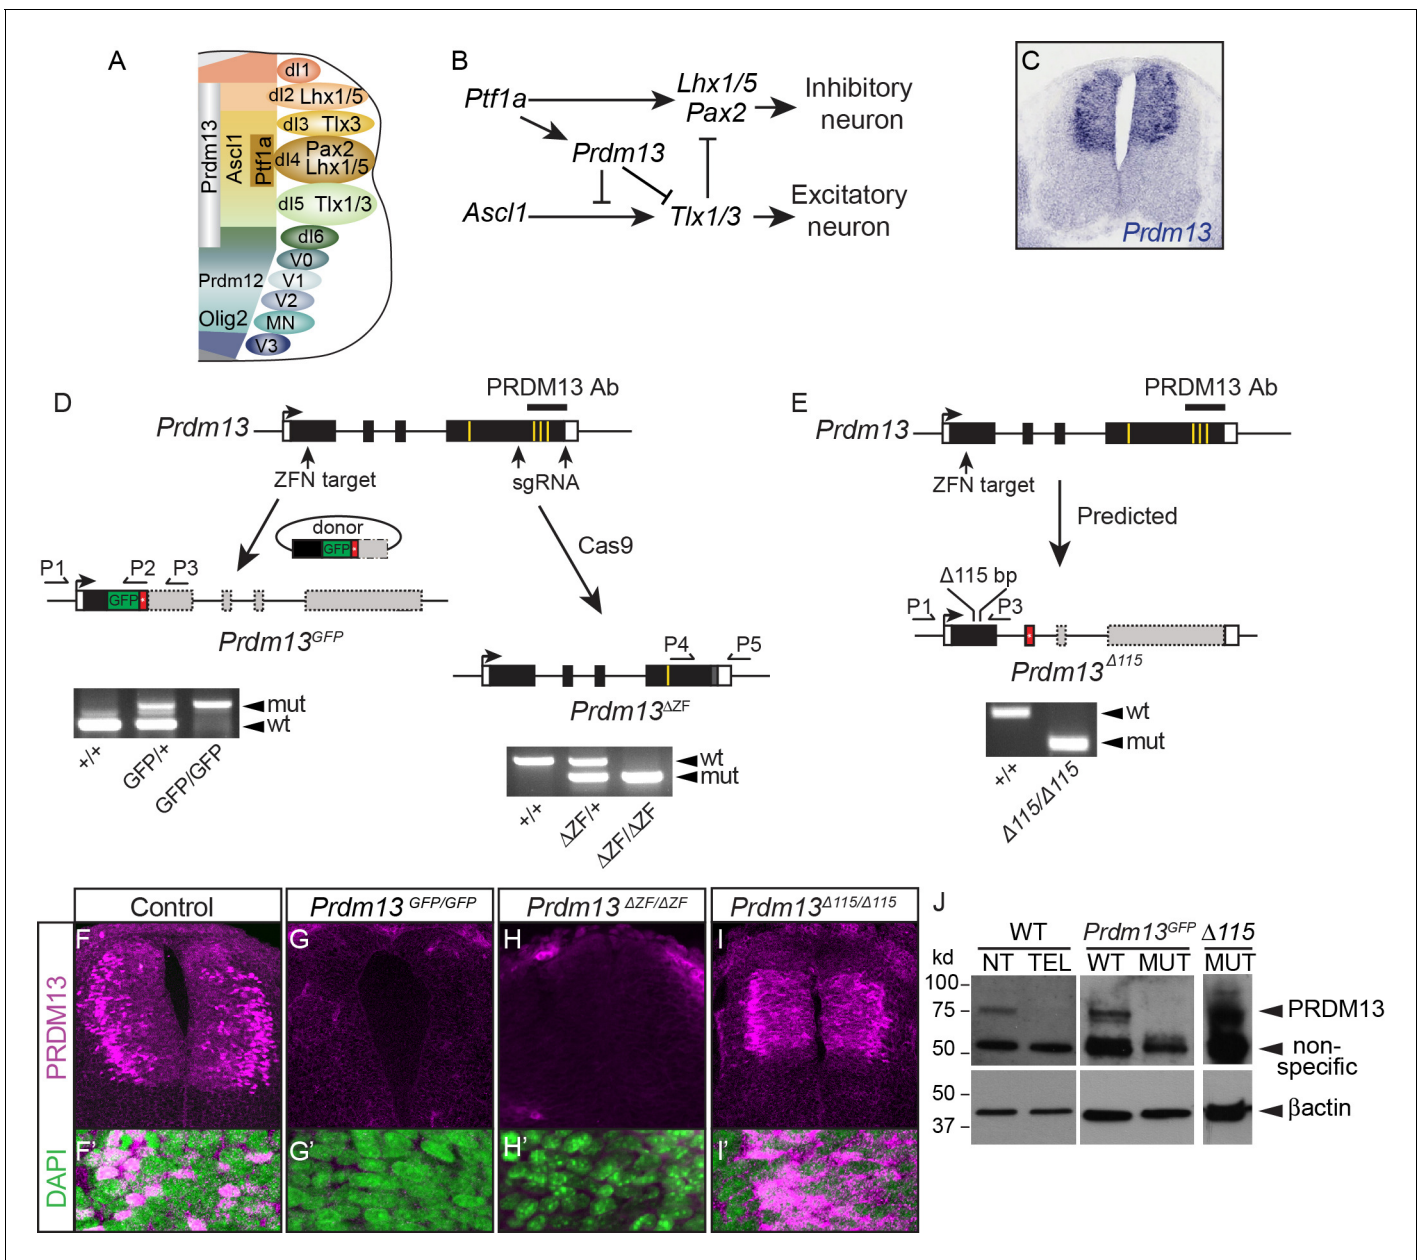 A
dI1
dI2 Lhx1/5
dI3 Tlx3
dI4 Pax2
Lhx1/5
dI5 Tlx1/3
dI6
V0
V1
V2
MN
V3
Prdm13
Ascl1
Ptf1a
Prdm12
Olig2
B
Ptf1a
Lhx1/5
Pax2
Inhibitory
neuron
Prdm13
Ascl1
Tlx1/3
Excitatory
neuron
C
Prdm13
D
PRDM13 Ab
Prdm13
ZFN target
sgRNA
donor
GFP *
Cas9
P1
P2
P3
GFP *
Prdm13GFP
mut
wt
+/+
GFP/+
GFP/GFP
P4
P5
Prdm13ΔZF
wt
mut
+/+
ΔZF/+
ΔZF/ΔZF
E
PRDM13 Ab
Prdm13
ZFN target
Predicted
Δ115 bp
P1
P3
*
Prdm13Δ115
wt
mut
+/+
Δ115/Δ115
Control
Prdm13 GFP/GFP
Prdm13 ΔZF/ΔZF
Prdm13Δ115/Δ115
PRDM13
F
G
H
I
DAPI
F'
G'
H'
I'
J
WT
Prdm13GFP
Δ115
kd
NT
TEL
WT
MUT
MUT
100
75
50
PRDM13
non-
specific
50
37
βactin